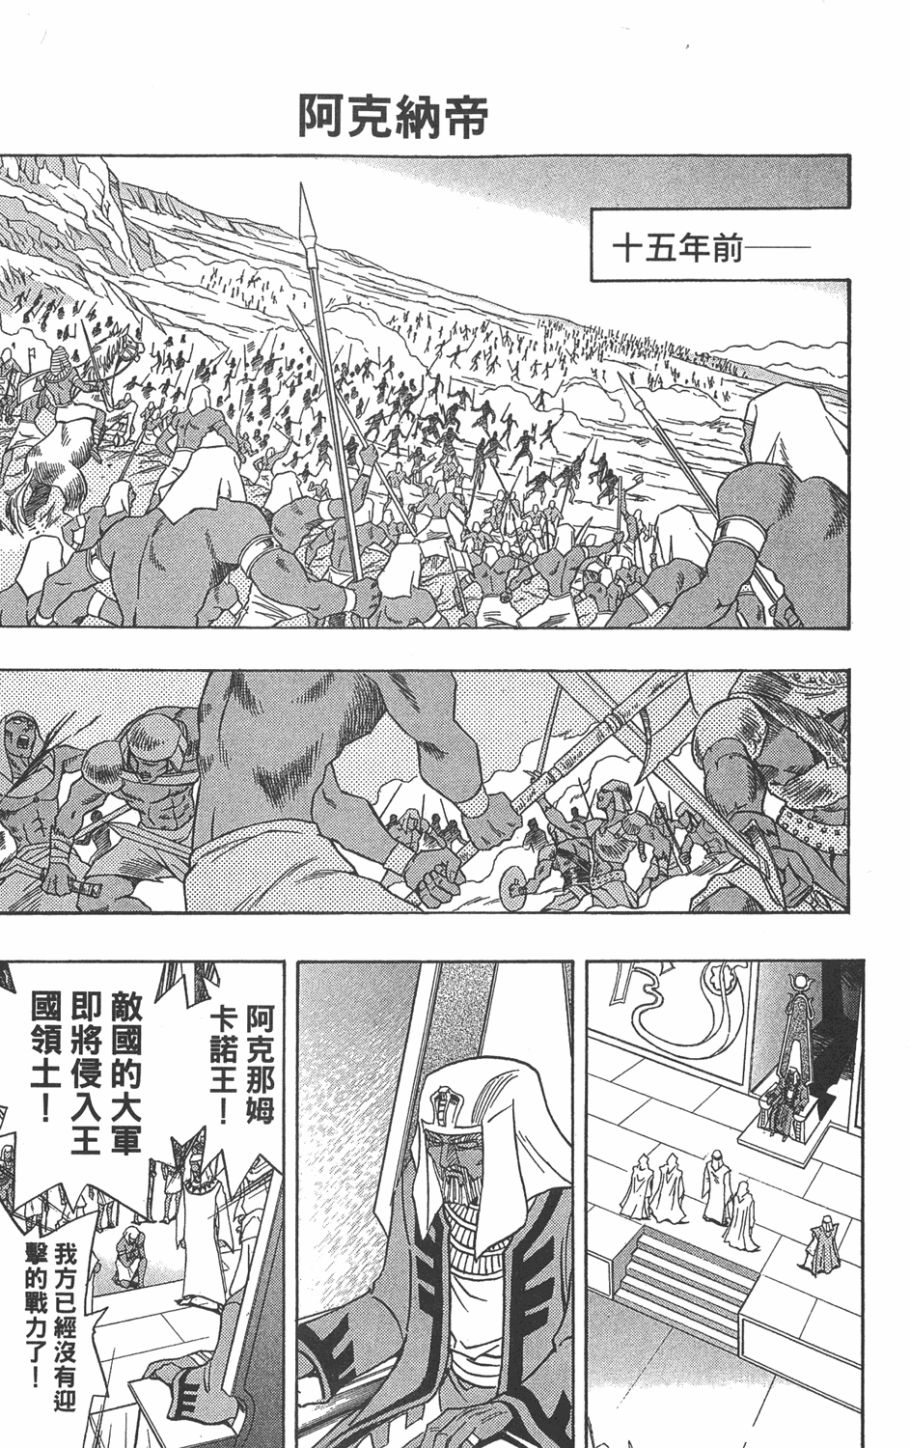 阿克納帝
十五年前──
阿克那姆
卡諾王！
敵國的大軍
即將侵入王
國領土！
我方已經沒有迎
擊的戰力了！